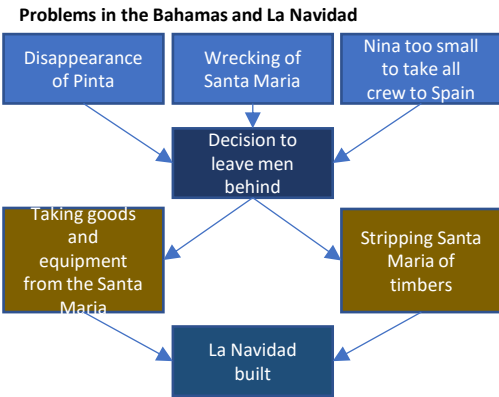 Problems in the Bahamas and La Navidad
Disappearance
of Pinta
Wrecking of
Santa Maria
Nina too small
to take all
crew to Spain
Decision to
leave men
behind
Taking goods
and
equipment
from the Santa
Maria
Stripping Santa
Maria of
timbers
La Navidad
built